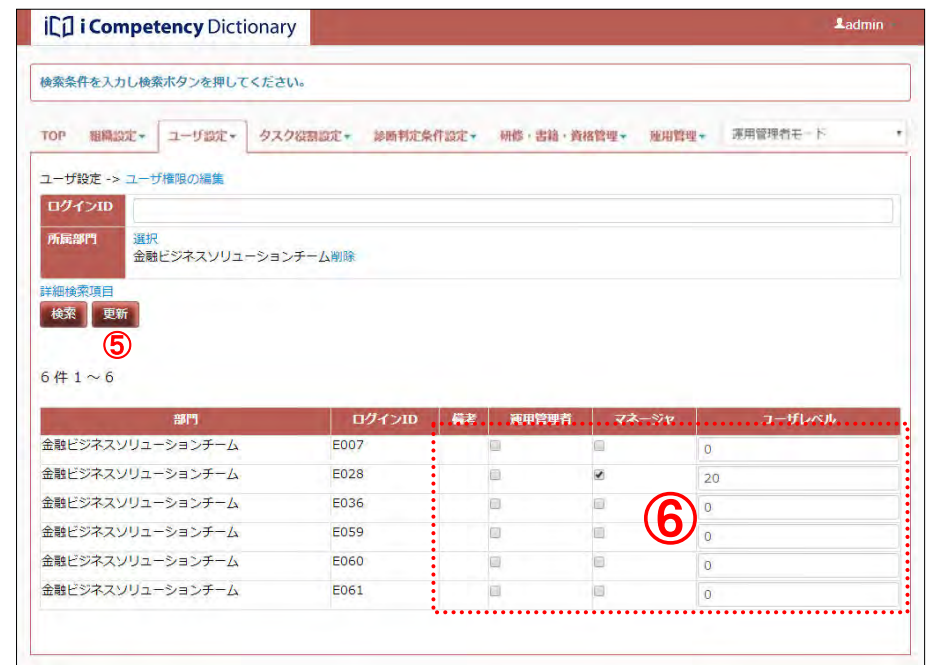 i Competency Dictionary
admin
検索条件を入力し検索ボタンを押してください。
TOP 組織設定 ユーザ設定 タスク役割設定 診断判定条件設定 研修・書籍・資格管理 運用管理 運用管理者モード
ユーザ設定 -> ユーザ権限の編集
ログインID
所属部門 選択
金融ビジネスソリューションチーム削除
詳細検索項目
検索 更新
⑤
6 件 1 ～ 6
部門 ログインID 備考 運用管理者 マネージャ ユーザレベル
金融ビジネスソリューションチーム E007 0
金融ビジネスソリューションチーム E028 20
金融ビジネスソリューションチーム E036 0
⑥
金融ビジネスソリューションチーム E059 0
金融ビジネスソリューションチーム E060 0
金融ビジネスソリューションチーム E061 0